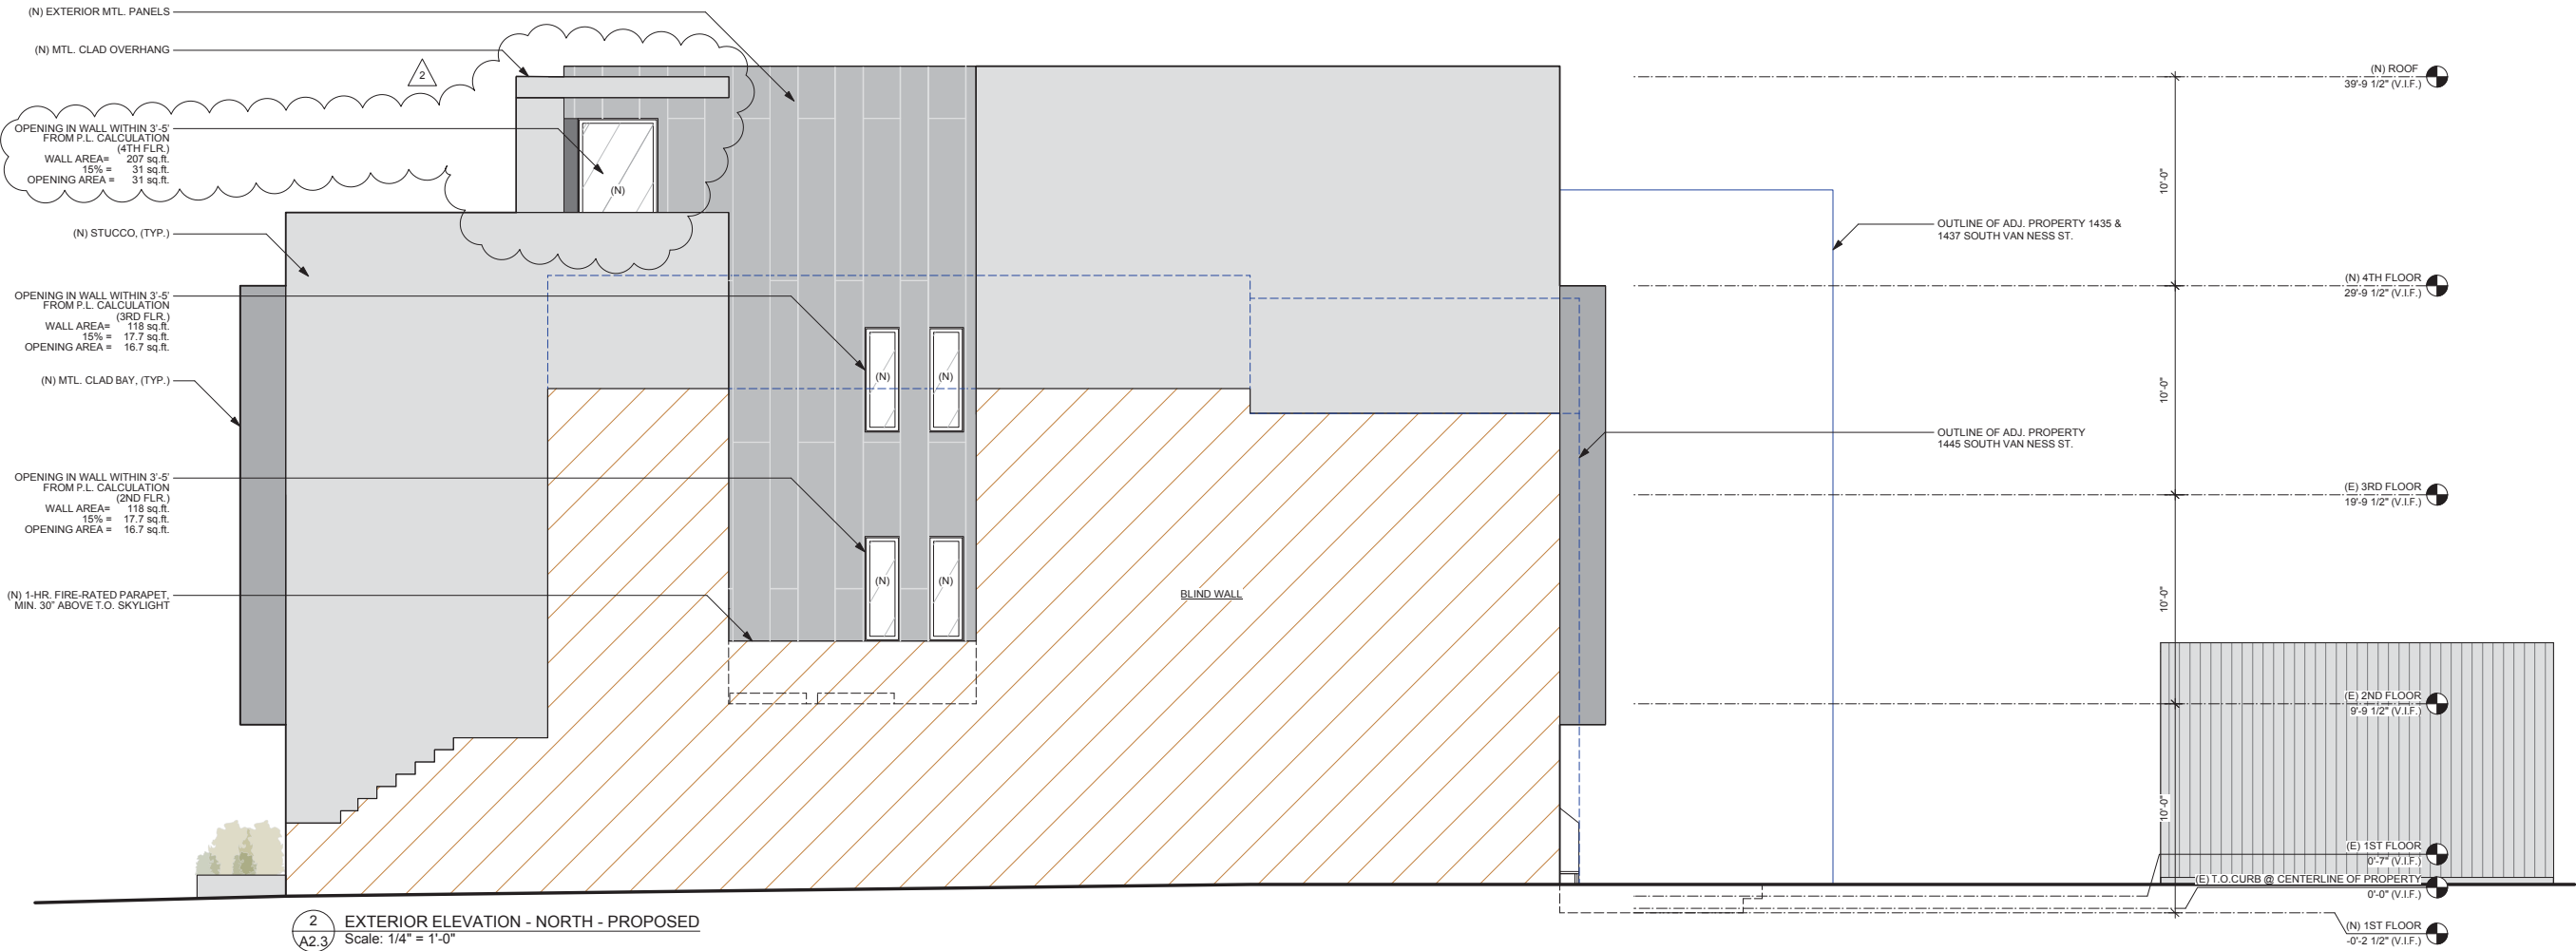 (N) EXTERIOR MTL. PANELS
(N) MTL. CLAD OVERHANG
2
OPENING IN WALL WITHIN 3'-5'
FROM P.L. CALCULATION
(4TH FLR.)
WALL AREA= 207 sq.ft.
15% = 31 sq.ft.
OPENING AREA = 31 sq.ft.
(N)
(N) STUCCO, (TYP.)
OPENING IN WALL WITHIN 3'-5'
FROM P.L. CALCULATION
(3RD FLR.)
WALL AREA= 118 sq.ft.
15% = 17.7 sq.ft.
OPENING AREA = 16.7 sq.ft.
(N) (N)
(N) MTL. CLAD BAY, (TYP.)
OPENING IN WALL WITHIN 3'-5'
FROM P.L. CALCULATION
(2ND FLR.)
WALL AREA= 118 sq.ft.
15% = 17.7 sq.ft.
OPENING AREA = 16.7 sq.ft.
(N) (N)
(N) 1-HR. FIRE-RATED PARAPET,
MIN. 30" ABOVE T.O. SKYLIGHT
BLIND WALL
OUTLINE OF ADJ. PROPERTY 1435 &
1437 SOUTH VAN NESS ST.
OUTLINE OF ADJ. PROPERTY
1445 SOUTH VAN NESS ST.
(N) ROOF
39'-9 1/2" (V.I.F.)
10'-0"
(N) 4TH FLOOR
29'-9 1/2" (V.I.F.)
10'-0"
(E) 3RD FLOOR
19'-9 1/2" (V.I.F.)
10'-0"
(E) 2ND FLOOR
9'-9 1/2" (V.I.F.)
10'-0"
(E) 1ST FLOOR
0'-7" (V.I.F.)
(E) T.O.CURB @ CENTERLINE OF PROPERTY
0'-0" (V.I.F.)
(N) 1ST FLOOR
-0'-2 1/2" (V.I.F.)
2
A2.3
EXTERIOR ELEVATION - NORTH - PROPOSED
Scale: 1/4" = 1'-0"